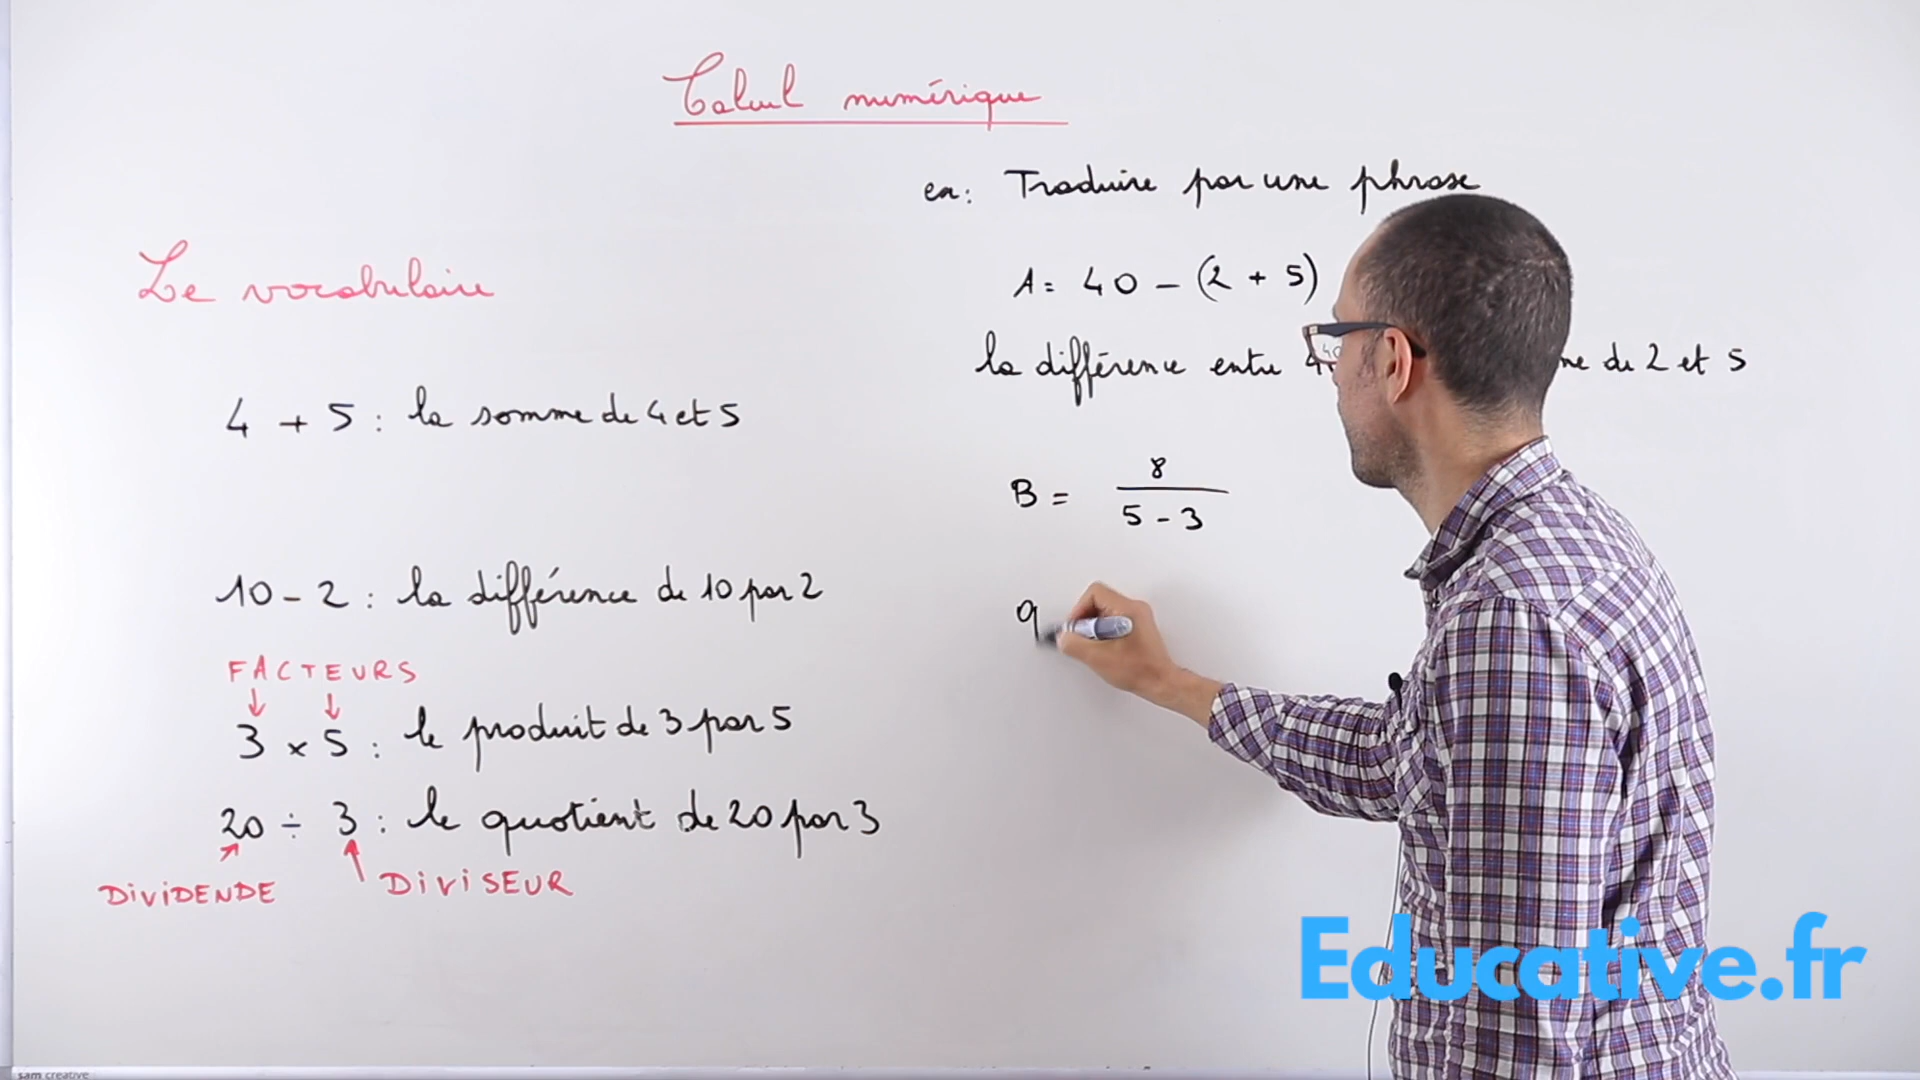 Calcul numérique
Le vocabulaire
4 + 5 : la somme de 4 et 5
10 - 2 : la différence de 10 par 2
FACTEURS
3 × 5 : le produit de 3 par 5
20 ÷ 3 : le quotient de 20 par 3
DIVIDENDE
DIVISEUR
ex: Traduire par une phrase
A = 40 - (2 + 5)
la différence entre de 2 et 5
B = 8
5 - 3
q
Educative.fr
sam creative